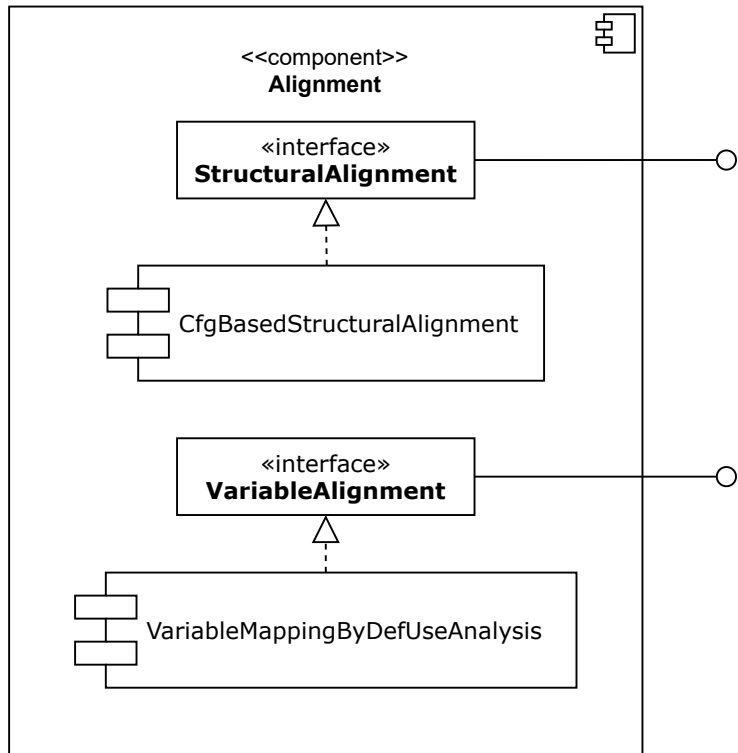 <<component>>
Alignment
«interface»
StructuralAlignment
CfgBasedStructuralAlignment
«interface»
VariableAlignment
VariableMappingByDefUseAnalysis